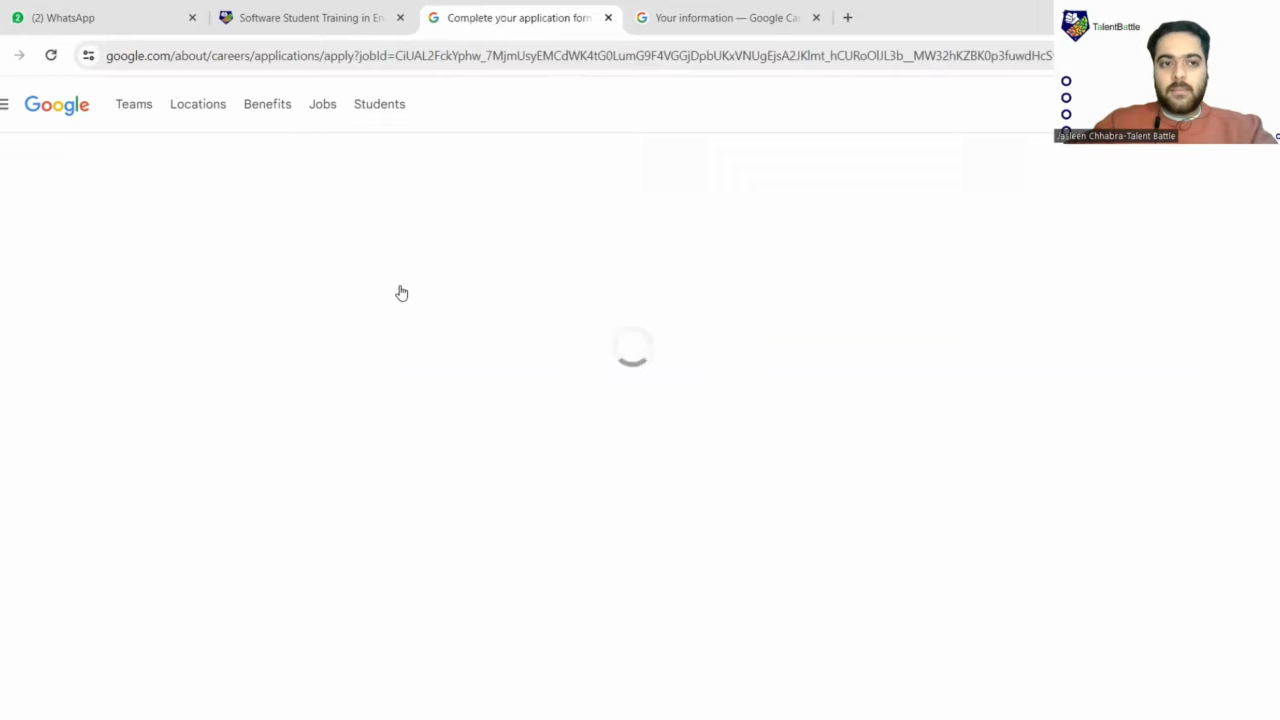 2 (2) WhatsApp
Software Student Training in En
Complete your application form
Your information — Google Ca
google.com/about/careers/applications/apply?jobId=CiUAL2FckYphw_7MjmUsyEMCdWK4tG0LumG9F4VGGjDpbUKxVNUgEjsA2JKlmt_hCURoOlJL3b__MW32hKZBK0p3fuwdHcS
TalentBattle
Google
Teams
Locations
Benefits
Jobs
Students
Jasleen Chhabra-Talent Battle